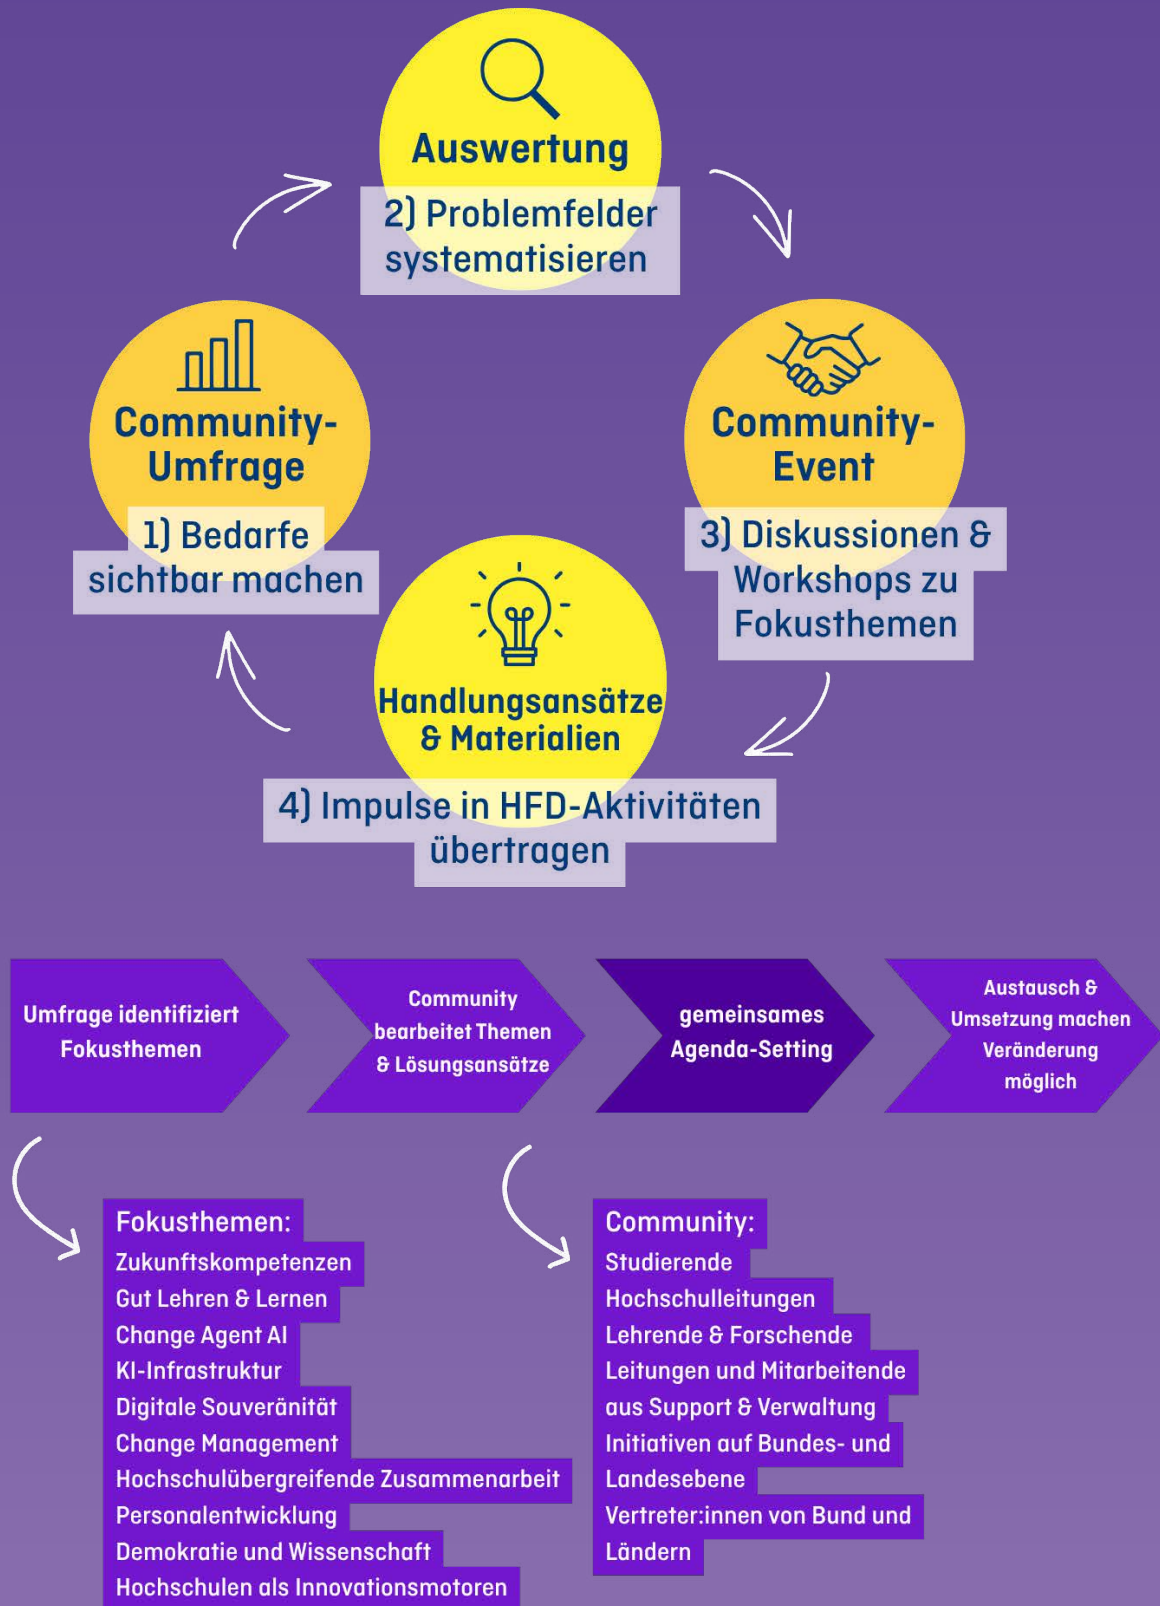 Auswertung
2) Problemfelder
systematisieren
Community-
Umfrage
1) Bedarfe
sichtbar machen
Community-
Event
3) Diskussionen &
Workshops zu
Fokusthemen
Handlungsansätze
& Materialien
4) Impulse in HFD-Aktivitäten
übertragen
Umfrage identifiziert
Fokusthemen
Community
bearbeitet Themen
& Lösungsansätze
gemeinsames
Agenda-Setting
Austausch &
Umsetzung machen
Veränderung
möglich
Fokusthemen:
Zukunftskompetenzen
Gut Lehren & Lernen
Change Agent AI
KI-Infrastruktur
Digitale Souveränität
Change Management
Hochschulübergreifende Zusammenarbeit
Personalentwicklung
Demokratie und Wissenschaft
Hochschulen als Innovationsmotoren
Community:
Studierende
Hochschulleitungen
Lehrende & Forschende
Leitungen und Mitarbeitende
aus Support & Verwaltung
Initiativen auf Bundes- und
Landesebene
Vertreter:innen von Bund und
Ländern